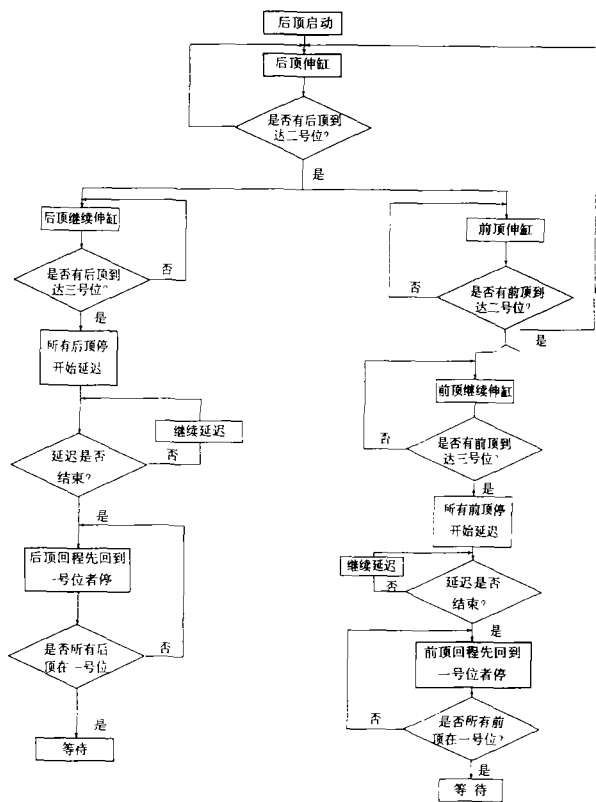 后顶启动
后顶伸缸
是否有后顶到
达二号位?
是
后顶继续伸缸
是否有后顶到
达三号位?
否
是
所有后顶停
开始延迟
继续延迟
延迟是否
结束?
否
是
后顶回程先回到
一号位者停
是否所有后
顶在一号位
否
是
等待
前顶伸缸
是否有前顶到
达二号位?
否
是
前顶继续伸缸
是否有前顶到
达三号位?
否
是
所有前顶停
开始延迟
继续延迟
延迟是否
结束?
否
是
前顶回程先回到
一号位者停
是否所有前
顶在一号位?
否
是
等待